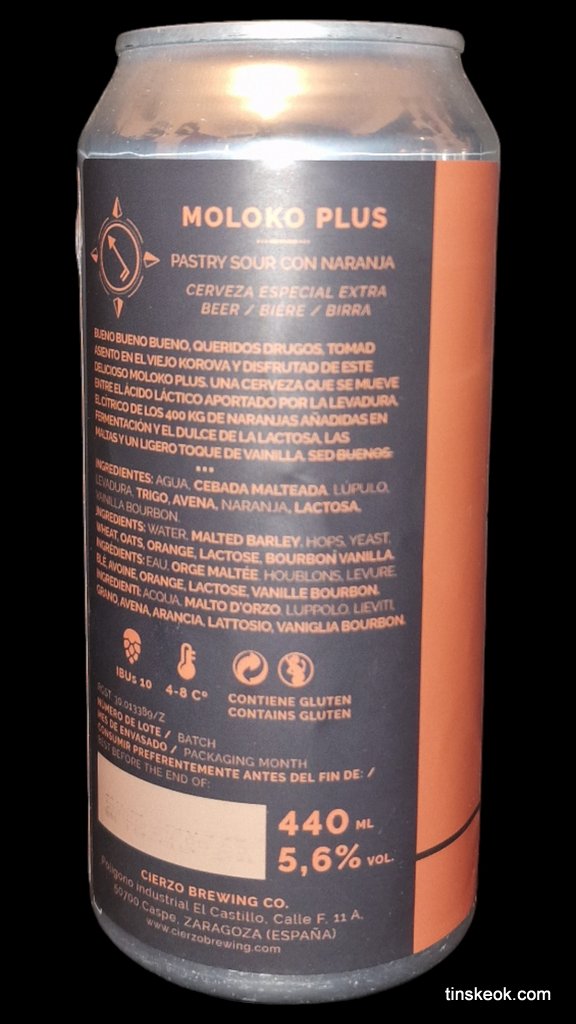 MOLOKO PLUS
PASTRY SOUR CON NARANJA
CERVEZA ESPECIAL EXTRA
BEER / BIÈRE / BIRRA
BUENO BUENO BUENO, QUERIDOS DRUGOS, TOMAD
ASIENTO EN EL VIEJO KOROVA Y DISFRUTAD DE ESTE
DELICIOSO MOLOKO PLUS. UNA CERVEZA QUE SE MUEVE
ENTRE EL ÁCIDO LÁCTICO APORTADO POR LA LEVADURA,
EL CÍTRICO DE LOS 400 KG DE NARANJAS AÑADIDAS EN
FERMENTACIÓN Y EL DULCE DE LA LACTOSA, LAS
MALTAS Y UN LIGERO TOQUE DE VAINILLA. SED BUENOS.
INGREDIENTES: AGUA, CEBADA MALTEADA, LÚPULO,
LEVADURA, TRIGO, AVENA, NARANJA, LACTOSA,
VAINILLA BOURBON.
INGREDIENTS: WATER, MALTED BARLEY, HOPS, YEAST,
WHEAT, OATS, ORANGE, LACTOSE, BOURBON VANILLA.
INGRÉDIENTS: EAU, ORGE MALTÉE, HOUBLONS, LEVURE,
BLÉ, AVOINE, ORANGE, LACTOSE, VANILLE BOURBON.
INGREDIENTI: ACQUA, MALTO D'ORZO, LUPPOLO, LIEVITI,
GRANO, AVENA, ARANCIA, LATTOSIO, VANIGLIA BOURBON.
IBUs 10
4-8 Cº
CONTIENE GLUTEN
CONTAINS GLUTEN
RGST 30.013389/Z
NÚMERO DE LOTE / BATCH
MES DE ENVASADO / PACKAGING MONTH
CONSUMIR PREFERENTEMENTE ANTES DEL FIN DE: /
BEST BEFORE THE END OF:
440 ML
5,6% VOL.
CIERZO BREWING CO.
Polígono Industrial El Castillo, Calle F, 11 A,
50700 Caspe, ZARAGOZA (ESPAÑA)
www.cierzobrewing.com
tinskeok.com